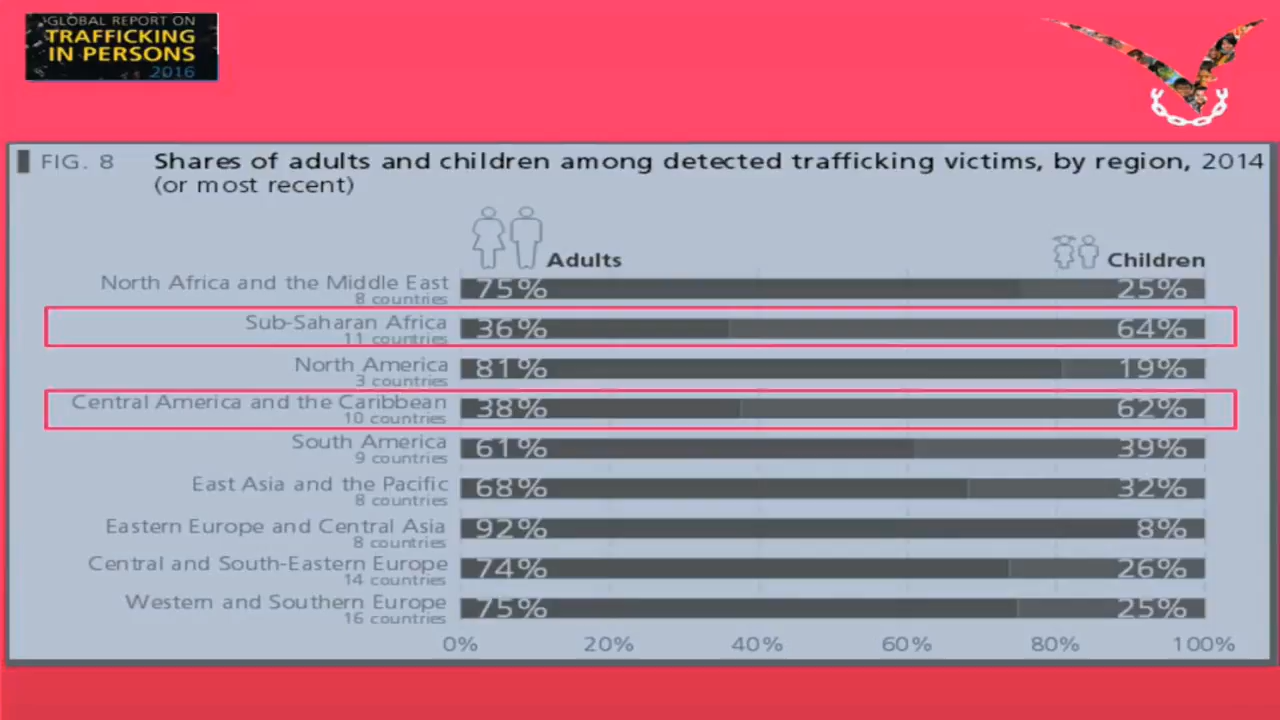 GLOBAL REPORT ON
TRAFFICKING
IN PERSONS
2016
FIG. 8 Shares of adults and children among detected trafficking victims, by region, 2014
(or most recent)
Adults Children
North Africa and the Middle East 75% 25%
8 countries
Sub-Saharan Africa 36% 64%
11 countries
North America 81% 19%
3 countries
Central America and the Caribbean 38% 62%
10 countries
South America 61% 39%
9 countries
East Asia and the Pacific 68% 32%
8 countries
Eastern Europe and Central Asia 92% 8%
8 countries
Central and South-Eastern Europe 74% 26%
14 countries
Western and Southern Europe 75% 25%
16 countries
0% 20% 40% 60% 80% 100%